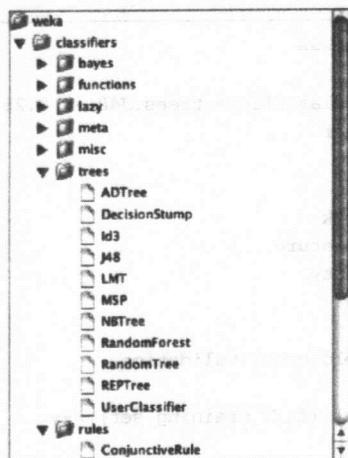 weka
classifiers
bayes
functions
lazy
meta
misc
trees
ADTree
DecisionStump
Id3
J48
LMT
M5P
NBTree
RandomForest
RandomTree
REPTree
UserClassifier
rules
ConjunctiveRule